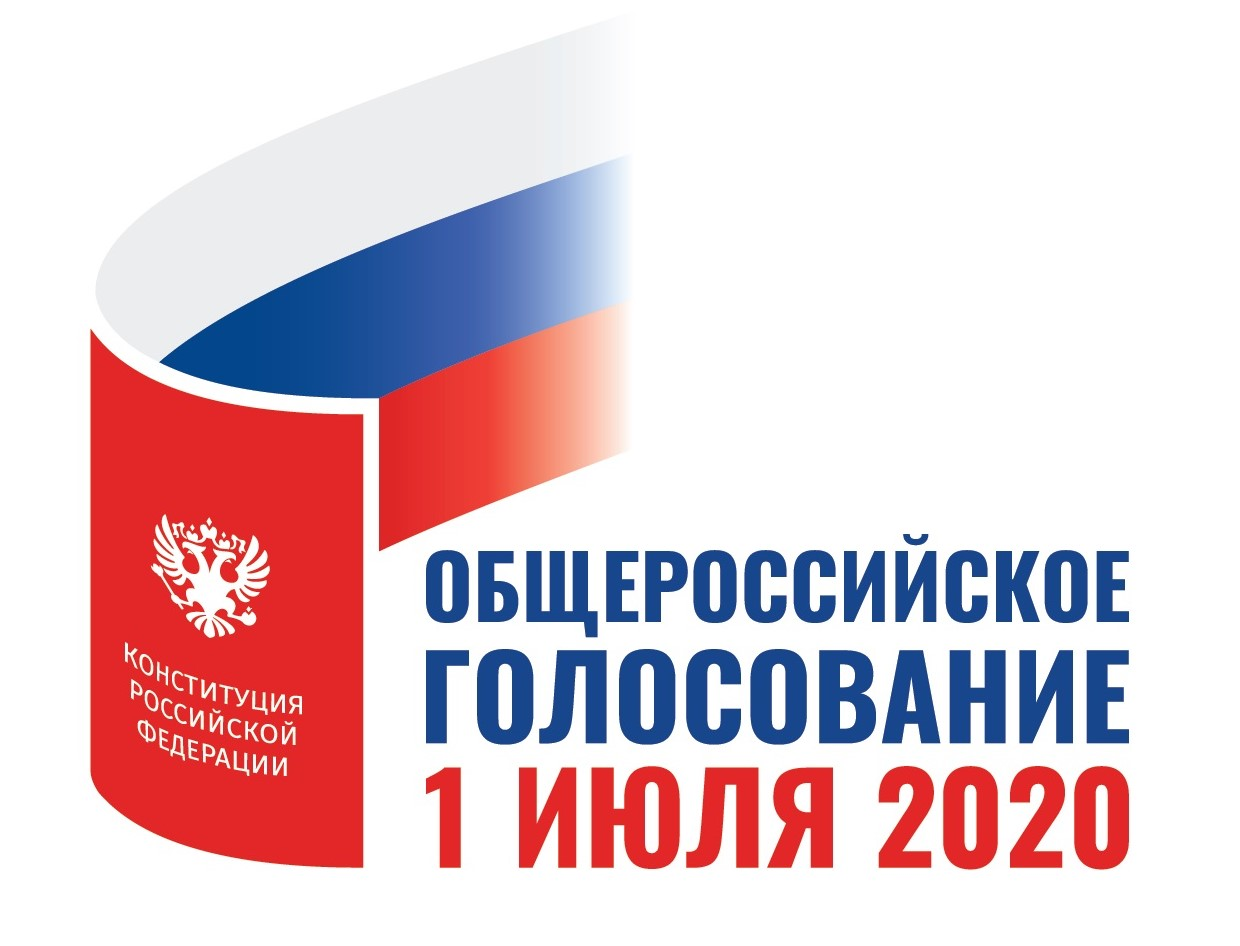 КОНСТИТУЦИЯ
РОССИЙСКОЙ
ФЕДЕРАЦИИ
ОБЩЕРОССИЙСКОЕ
ГОЛОСОВАНИЕ
1 ИЮЛЯ 2020